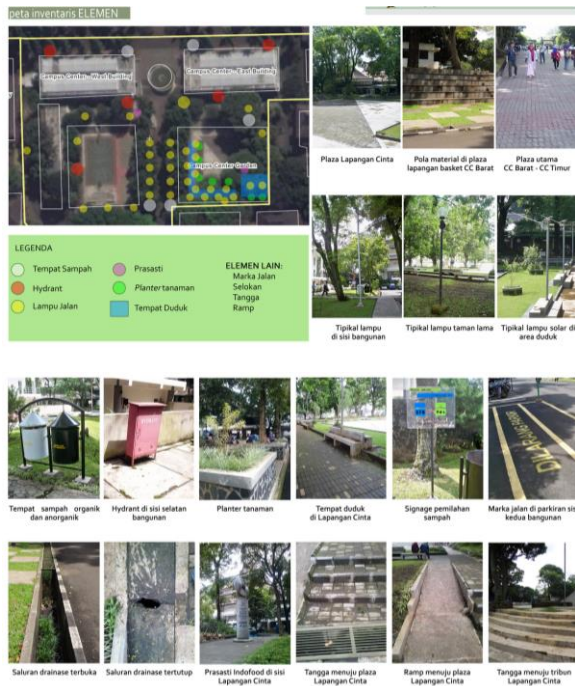 peta inventaris ELEMEN
Campus Center - West Bunting
Campus Center - East Bunting
Campus Center Garden
Plaza Lapangan Cinta
Pola material di plaza
lapangan basket CC Barat
Plaza utama
CC Barat - CC Timur
LEGENDA
Tempat Sampah
Hydrant
Lampu Jalan
Prasasti
Planter tanaman
Tempat Duduk
ELEMEN LAIN:
Marka Jalan
Selokan
Tangga
Ramp
Tipikal lampu
di sisi bangunan
Tipikal lampu taman lama
Tipikal lampu solar di
area duduk
Tempat sampah organik
dan anorganik
Hydrant di sisi selatan
bangunan
Planter tanaman
Tempat duduk
di Lapangan Cinta
Signage pemilahan
sampah
Marka jalan di parkiran sisi
kedua bangunan
DILARANG PARKIR
Saluran drainase terbuka
Saluran drainase tertutup
Prasasti Indofood di sisi
Lapangan Cinta
Tangga menuju plaza
Lapangan Cinta
Ramp menuju plaza
Lapangan Cinta
Tangga menuju tribun
Lapangan Cinta